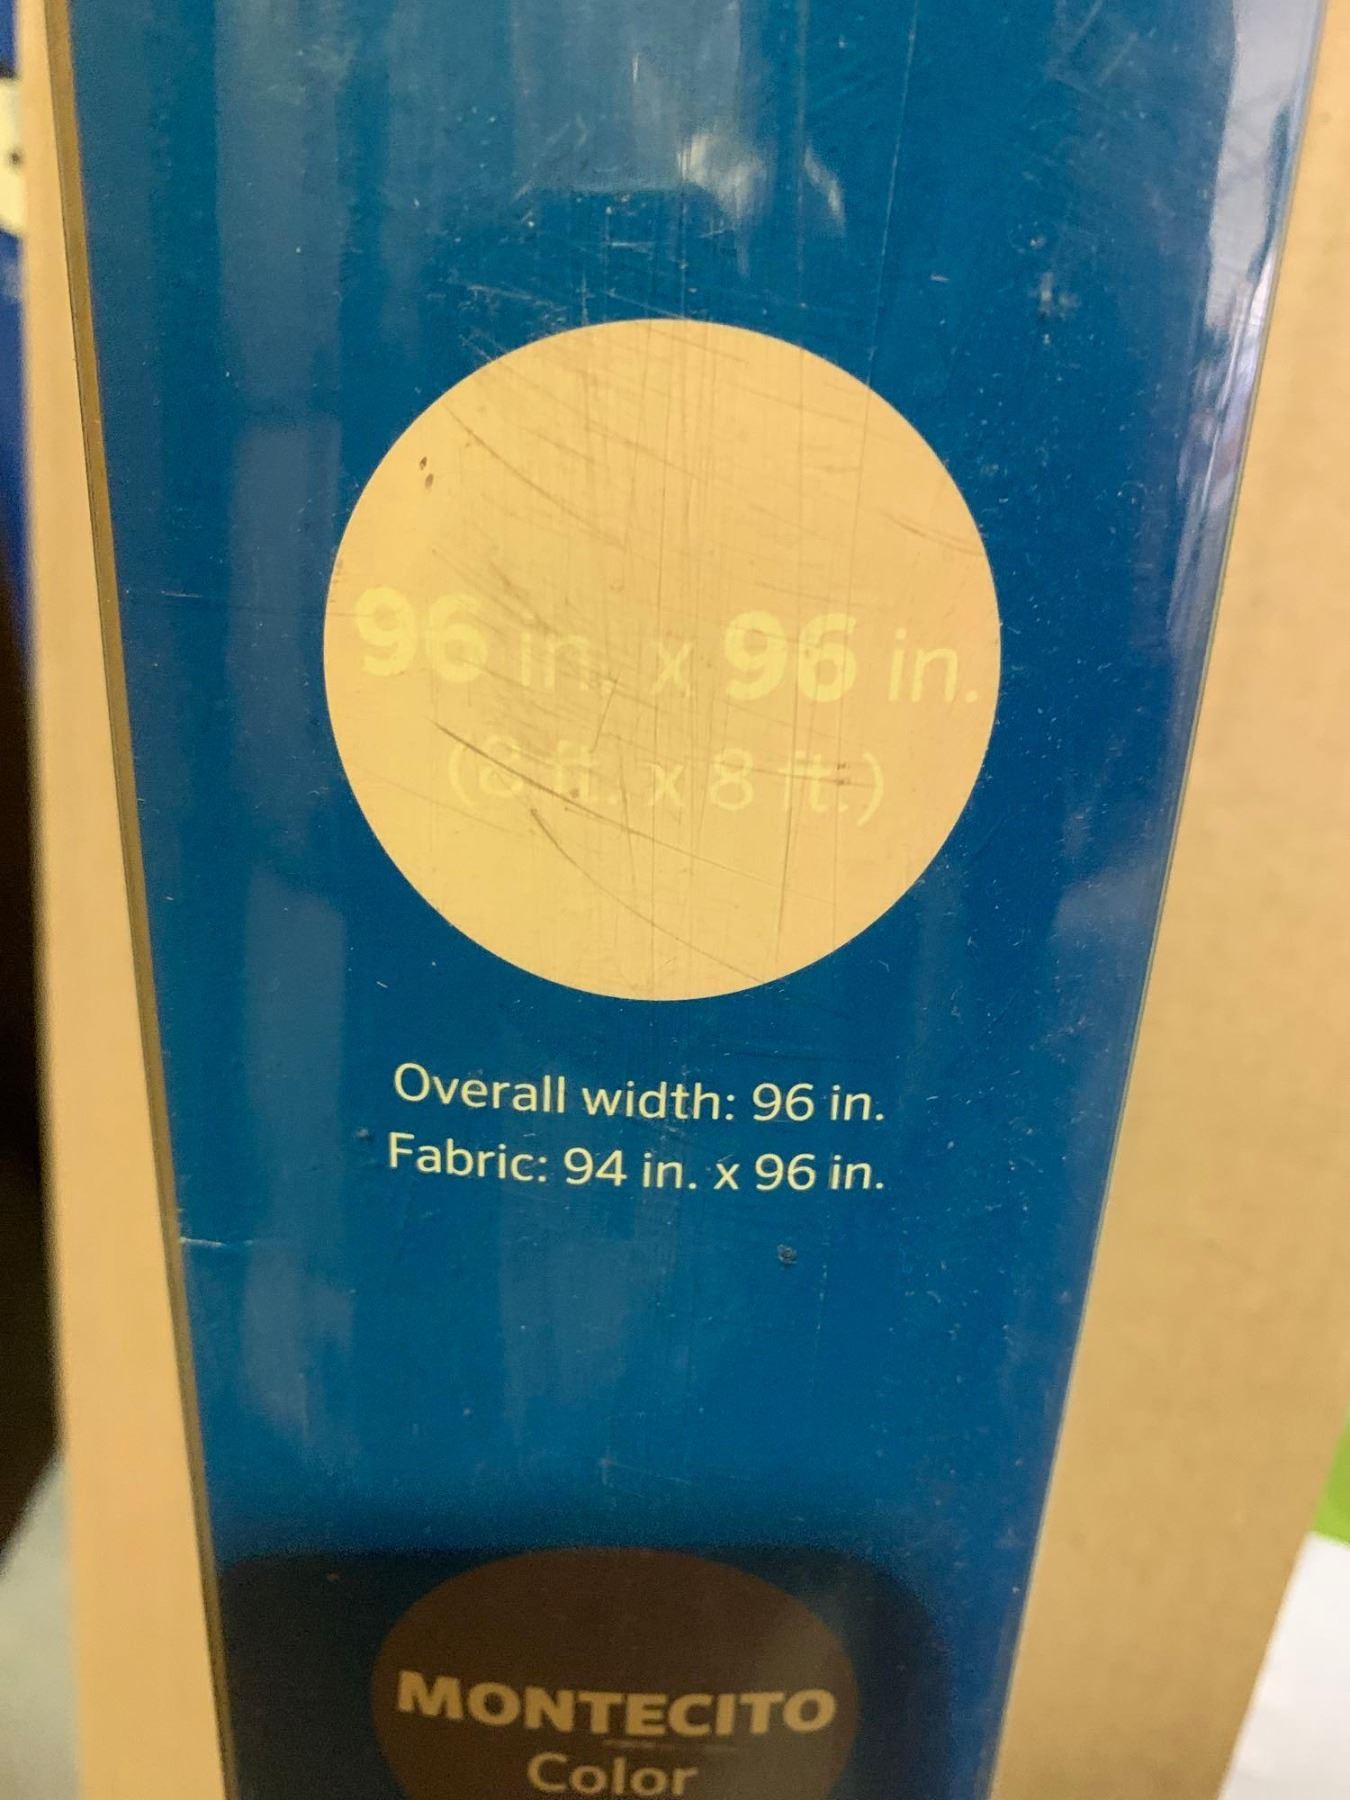 96 in. x 96 in.
(8 ft. x 8 ft.)
Overall width: 96 in.
Fabric: 94 in. x 96 in.
MONTECITO
Color